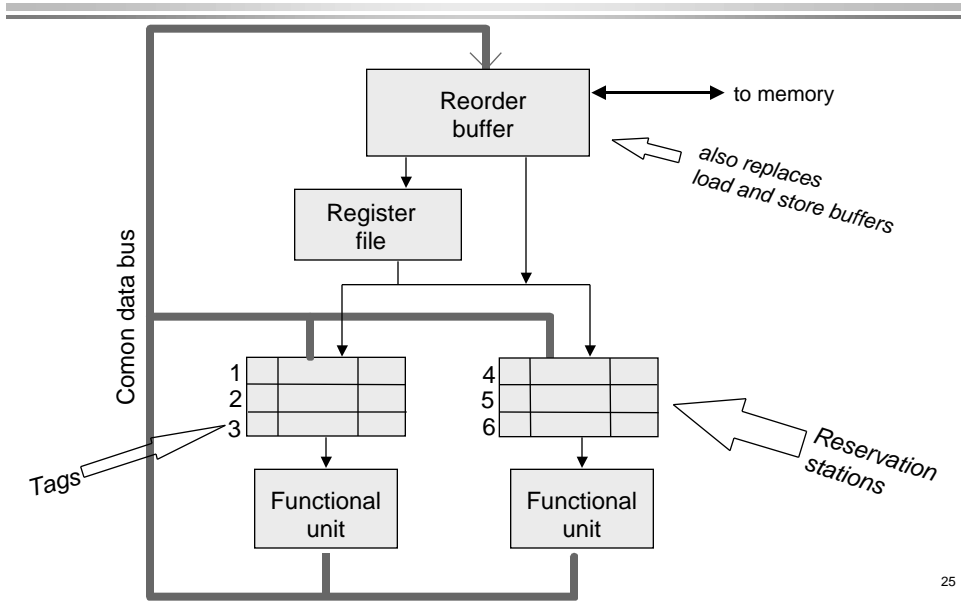 Reorder
buffer
to memory
also replaces
load and store buffers
Register
file
Comon data bus
1
2
3
4
5
6
Tags
Reservation
stations
Functional
unit
Functional
unit
25